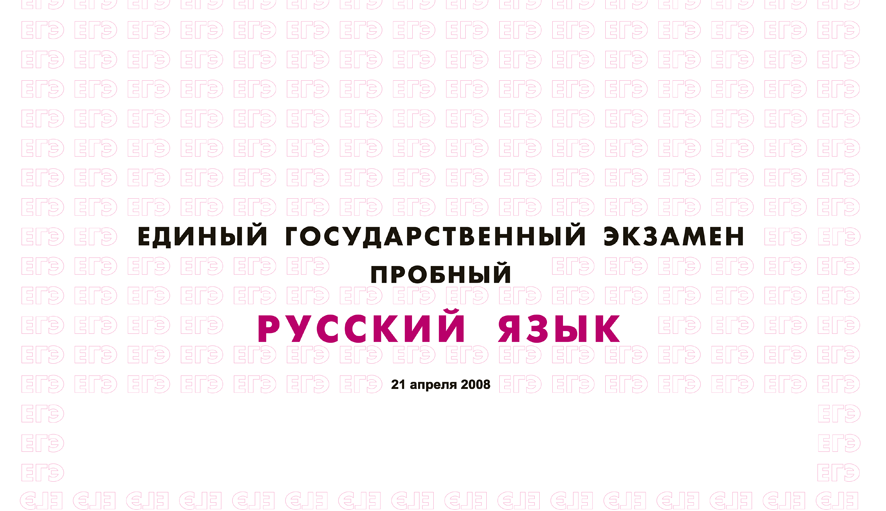 ЕДИНЫЙ ГОСУДАРСТВЕННЫЙ ЭКЗАМЕН
ПРОБНЫЙ
РУССКИЙ ЯЗЫК
21 апреля 2008